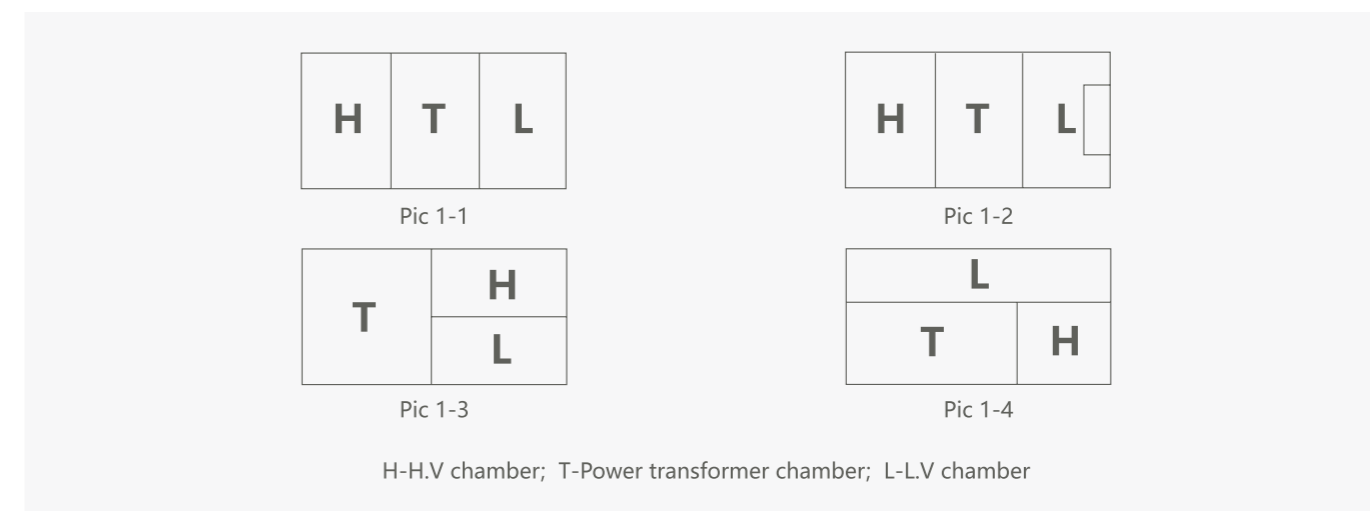 H T L
H T L
Pic 1-1
Pic 1-2
T
H
L
L
T H
Pic 1-3
Pic 1-4
H-H.V chamber; T-Power transformer chamber; L-L.V chamber